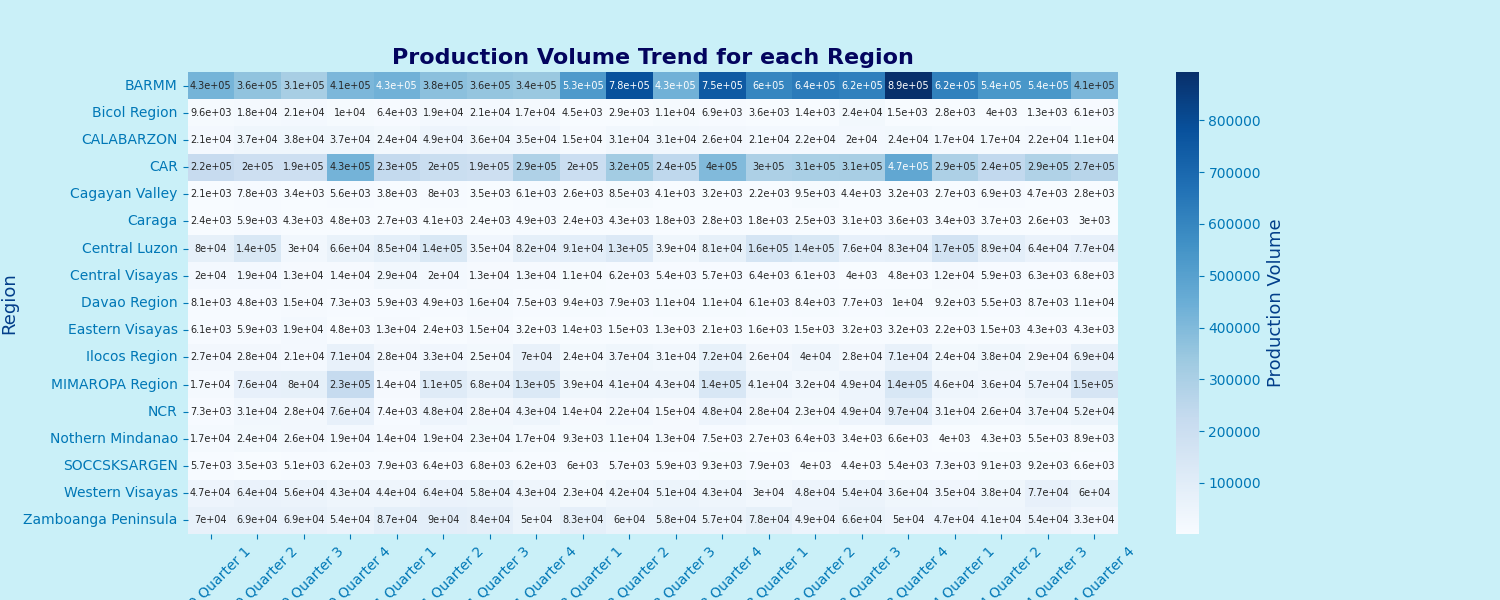 Production Volume Trend for each Region
Region
BARMM 4.3e+05 3.6e+05 3.1e+05 4.1e+05 4.3e+05 3.8e+05 3.6e+05 3.4e+05 5.3e+05 7.8e+05 4.3e+05 7.5e+05 6e+05 6.4e+05 6.2e+05 8.9e+05 6.2e+05 5.4e+05 5.4e+05 4.1e+05
Bicol Region 9.6e+03 1.8e+04 2.1e+04 1e+04 6.4e+03 1.9e+04 2.1e+04 1.7e+04 4.5e+03 2.9e+03 1.1e+04 6.9e+03 3.6e+03 1.4e+03 2.4e+04 1.5e+03 2.8e+03 4e+03 1.3e+03 6.1e+03
CALABARZON 2.1e+04 3.7e+04 3.8e+04 3.7e+04 2.4e+04 4.9e+04 3.6e+04 3.5e+04 1.5e+04 3.1e+04 3.1e+04 2.6e+04 2.1e+04 2.2e+04 2e+04 2.4e+04 1.7e+04 1.7e+04 2.2e+04 1.1e+04
CAR 2.2e+05 2e+05 1.9e+05 4.3e+05 2.3e+05 2e+05 1.9e+05 2.9e+05 2e+05 3.2e+05 2.4e+05 4e+05 3e+05 3.1e+05 3.1e+05 4.7e+05 2.9e+05 2.4e+05 2.9e+05 2.7e+05
Cagayan Valley 2.1e+03 7.8e+03 3.4e+03 5.6e+03 3.8e+03 8e+03 3.5e+03 6.1e+03 2.6e+03 8.5e+03 4.1e+03 3.2e+03 2.2e+03 9.5e+03 4.4e+03 3.2e+03 2.7e+03 6.9e+03 4.7e+03 2.8e+03
Caraga 2.4e+03 5.9e+03 4.3e+03 4.8e+03 2.7e+03 4.1e+03 2.4e+03 4.9e+03 2.4e+03 4.3e+03 1.8e+03 2.8e+03 1.8e+03 2.5e+03 3.1e+03 3.6e+03 3.4e+03 3.7e+03 2.6e+03 3e+03
Central Luzon 8e+04 1.4e+05 3e+04 6.6e+04 8.5e+04 1.4e+05 3.5e+04 8.2e+04 9.1e+04 1.3e+05 3.9e+04 8.1e+04 1.6e+05 1.4e+05 7.6e+04 8.3e+04 1.7e+05 8.9e+04 6.4e+04 7.7e+04
Central Visayas 2e+04 1.9e+04 1.3e+04 1.4e+04 2.9e+04 2e+04 1.3e+04 1.3e+04 1.1e+04 6.2e+03 5.4e+03 5.7e+03 6.4e+03 6.1e+03 4e+03 4.8e+03 1.2e+04 5.9e+03 6.3e+03 6.8e+03
Davao Region 8.1e+03 4.8e+03 1.5e+04 7.3e+03 5.9e+03 4.9e+03 1.6e+04 7.5e+03 9.4e+03 7.9e+03 1.1e+04 1.1e+04 6.1e+03 8.4e+03 7.7e+03 1e+04 9.2e+03 5.5e+03 8.7e+03 1.1e+04
Eastern Visayas 6.1e+03 5.9e+03 1.9e+04 4.8e+03 1.3e+04 2.4e+03 1.5e+04 3.2e+03 1.4e+03 1.5e+03 1.3e+03 2.1e+03 1.6e+03 1.5e+03 3.2e+03 3.2e+03 2.2e+03 1.5e+03 4.3e+03 4.3e+03
Ilocos Region 2.7e+04 2.8e+04 2.1e+04 7.1e+04 2.8e+04 3.3e+04 2.5e+04 7e+04 2.4e+04 3.7e+04 3.1e+04 7.2e+04 2.6e+04 4e+04 2.8e+04 7.1e+04 2.4e+04 3.8e+04 2.9e+04 6.9e+04
MIMAROPA Region 1.7e+04 7.6e+04 8e+04 2.3e+05 1.4e+04 1.1e+05 6.8e+04 1.3e+05 3.9e+04 4.1e+04 4.3e+04 1.4e+05 4.1e+04 3.2e+04 4.9e+04 1.4e+05 4.6e+04 3.6e+04 5.7e+04 1.5e+05
NCR 7.3e+03 3.1e+04 2.8e+04 7.6e+04 7.4e+03 4.8e+04 2.8e+04 4.3e+04 1.4e+04 2.2e+04 1.5e+04 4.8e+04 2.8e+04 2.3e+04 4.9e+04 9.7e+04 3.1e+04 2.6e+04 3.7e+04 5.2e+04
Nothern Mindanao 1.7e+04 2.4e+04 2.6e+04 1.9e+04 1.4e+04 1.9e+04 2.3e+04 1.7e+04 9.3e+03 1.1e+04 1.3e+04 7.5e+03 2.7e+03 6.4e+03 3.4e+03 6.6e+03 4e+03 4.3e+03 5.5e+03 8.9e+03
SOCCSKSARGEN 5.7e+03 3.5e+03 5.1e+03 6.2e+03 7.9e+03 6.4e+03 6.8e+03 6.2e+03 6e+03 5.7e+03 5.9e+03 9.3e+03 7.9e+03 4e+03 4.4e+03 5.4e+03 7.3e+03 9.1e+03 9.2e+03 6.6e+03
Western Visayas 4.7e+04 6.4e+04 5.6e+04 4.3e+04 4.4e+04 6.4e+04 5.8e+04 4.3e+04 2.3e+04 4.2e+04 5.1e+04 4.3e+04 3e+04 4.8e+04 5.4e+04 3.6e+04 3.5e+04 3.8e+04 7.7e+04 6e+04
Zamboanga Peninsula 7e+04 6.9e+04 6.9e+04 5.4e+04 8.7e+04 9e+04 8.4e+04 5e+04 8.3e+04 6e+04 5.8e+04 5.7e+04 7.8e+04 4.9e+04 6.6e+04 5e+04 4.7e+04 4.1e+04 5.4e+04 3.3e+04
Quarter 1
Quarter 2
Quarter 3
Quarter 4
Quarter 1
Quarter 2
Quarter 3
Quarter 4
Quarter 1
Quarter 2
Quarter 3
Quarter 4
Quarter 1
Quarter 2
Quarter 3
Quarter 4
Quarter 1
Quarter 2
Quarter 3
Quarter 4
800000
700000
600000
500000
400000
300000
200000
100000
Production Volume